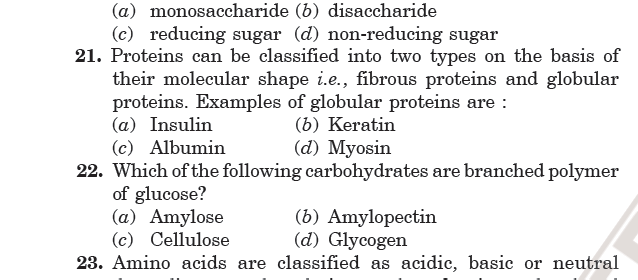 (a) monosaccharide (b) disaccharide
(c) reducing sugar (d) non-reducing sugar
21. Proteins can be classified into two types on the basis of
their molecular shape i.e., fibrous proteins and globular
proteins. Examples of globular proteins are :
(a) Insulin (b) Keratin
(c) Albumin (d) Myosin
22. Which of the following carbohydrates are branched polymer
of glucose?
(a) Amylose (b) Amylopectin
(c) Cellulose (d) Glycogen
23. Amino acids are classified as acidic, basic or neutral